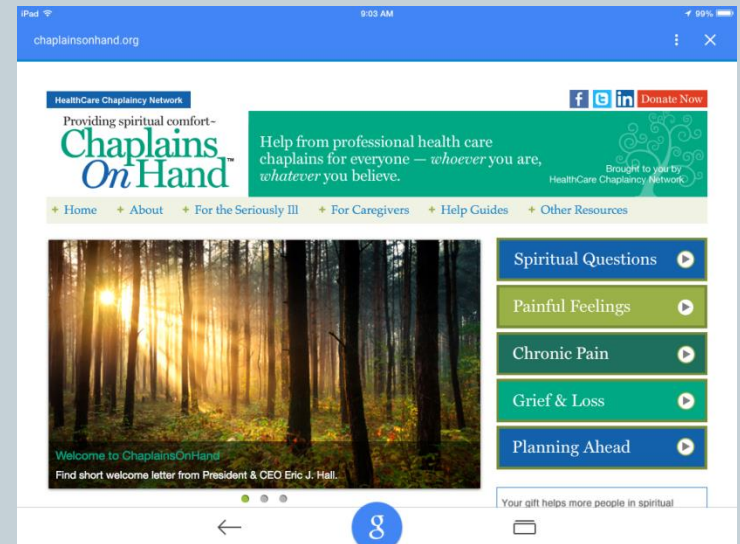 iPad 9:03 AM 99%
chaplainsonhand.org
HealthCare Chaplaincy Network
Donate Now
Providing spiritual comfort~
Chaplains
On Hand™
Help from professional health care
chaplains for everyone — whoever you are,
whatever you believe.
Brought to you by
HealthCare Chaplaincy Network
+ Home + About + For the Seriously Ill + For Caregivers + Help Guides + Other Resources
Spiritual Questions
Painful Feelings
Chronic Pain
Grief & Loss
Planning Ahead
Welcome to ChaplainsOnHand
Find short welcome letter from President & CEO Eric J. Hall.
Your gift helps more people in spiritual
g